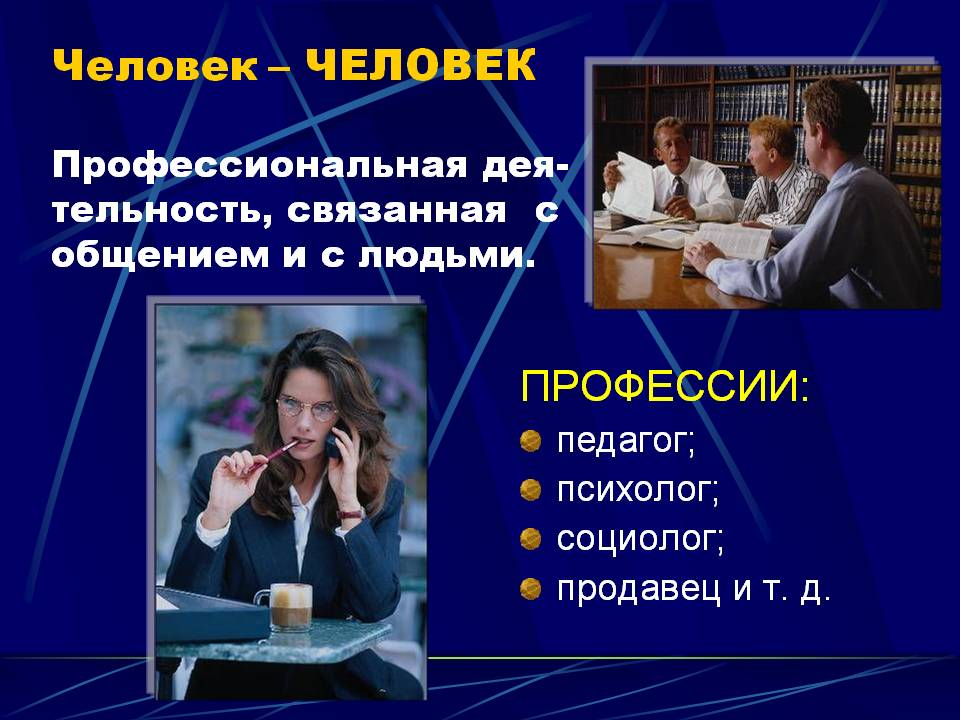 Человек – ЧЕЛОВЕК
Профессиональная дея-
тельность, связанная с
общением и с людьми.
ПРОФЕССИИ:
педагог;
психолог;
социолог;
продавец и т. д.